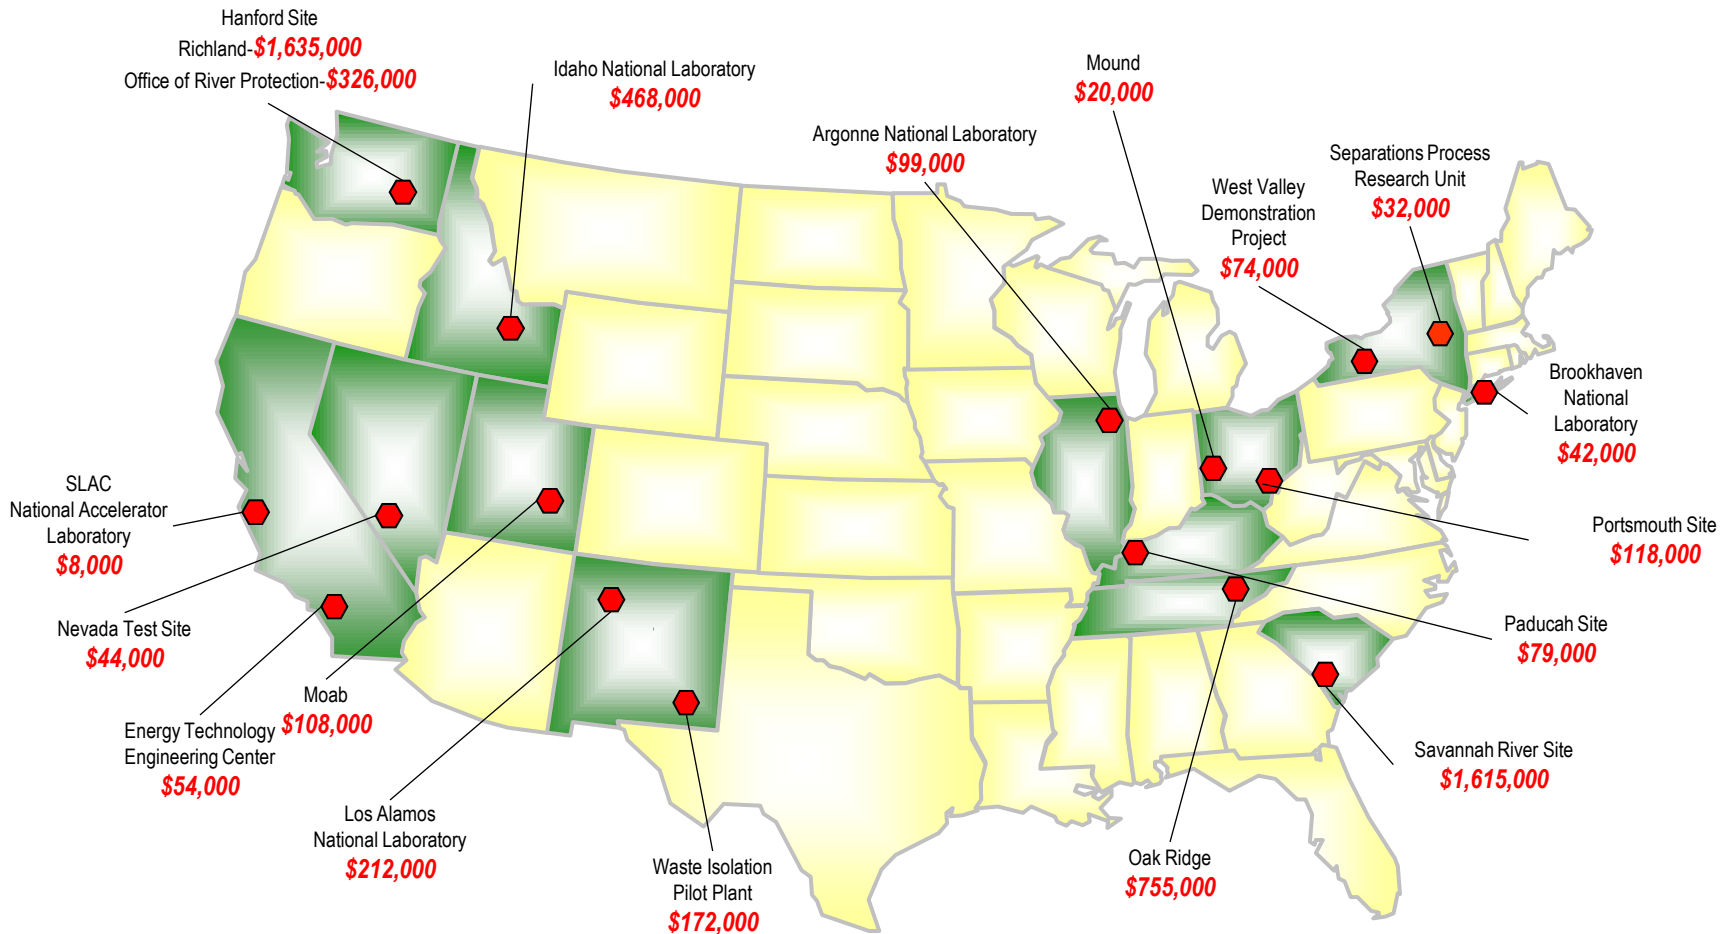 Hanford Site
Richland-$1,635,000
Office of River Protection-$326,000
Idaho National Laboratory
$468,000
Mound
$20,000
Argonne National Laboratory
$99,000
Separations Process
Research Unit
$32,000
West Valley
Demonstration
Project
$74,000
Brookhaven
National
Laboratory
$42,000
SLAC
National Accelerator
Laboratory
$8,000
Portsmouth Site
$118,000
Nevada Test Site
$44,000
Paducah Site
$79,000
Moab
$108,000
Energy Technology
Engineering Center
$54,000
Savannah River Site
$1,615,000
Los Alamos
National Laboratory
$212,000
Waste Isolation
Pilot Plant
$172,000
Oak Ridge
$755,000